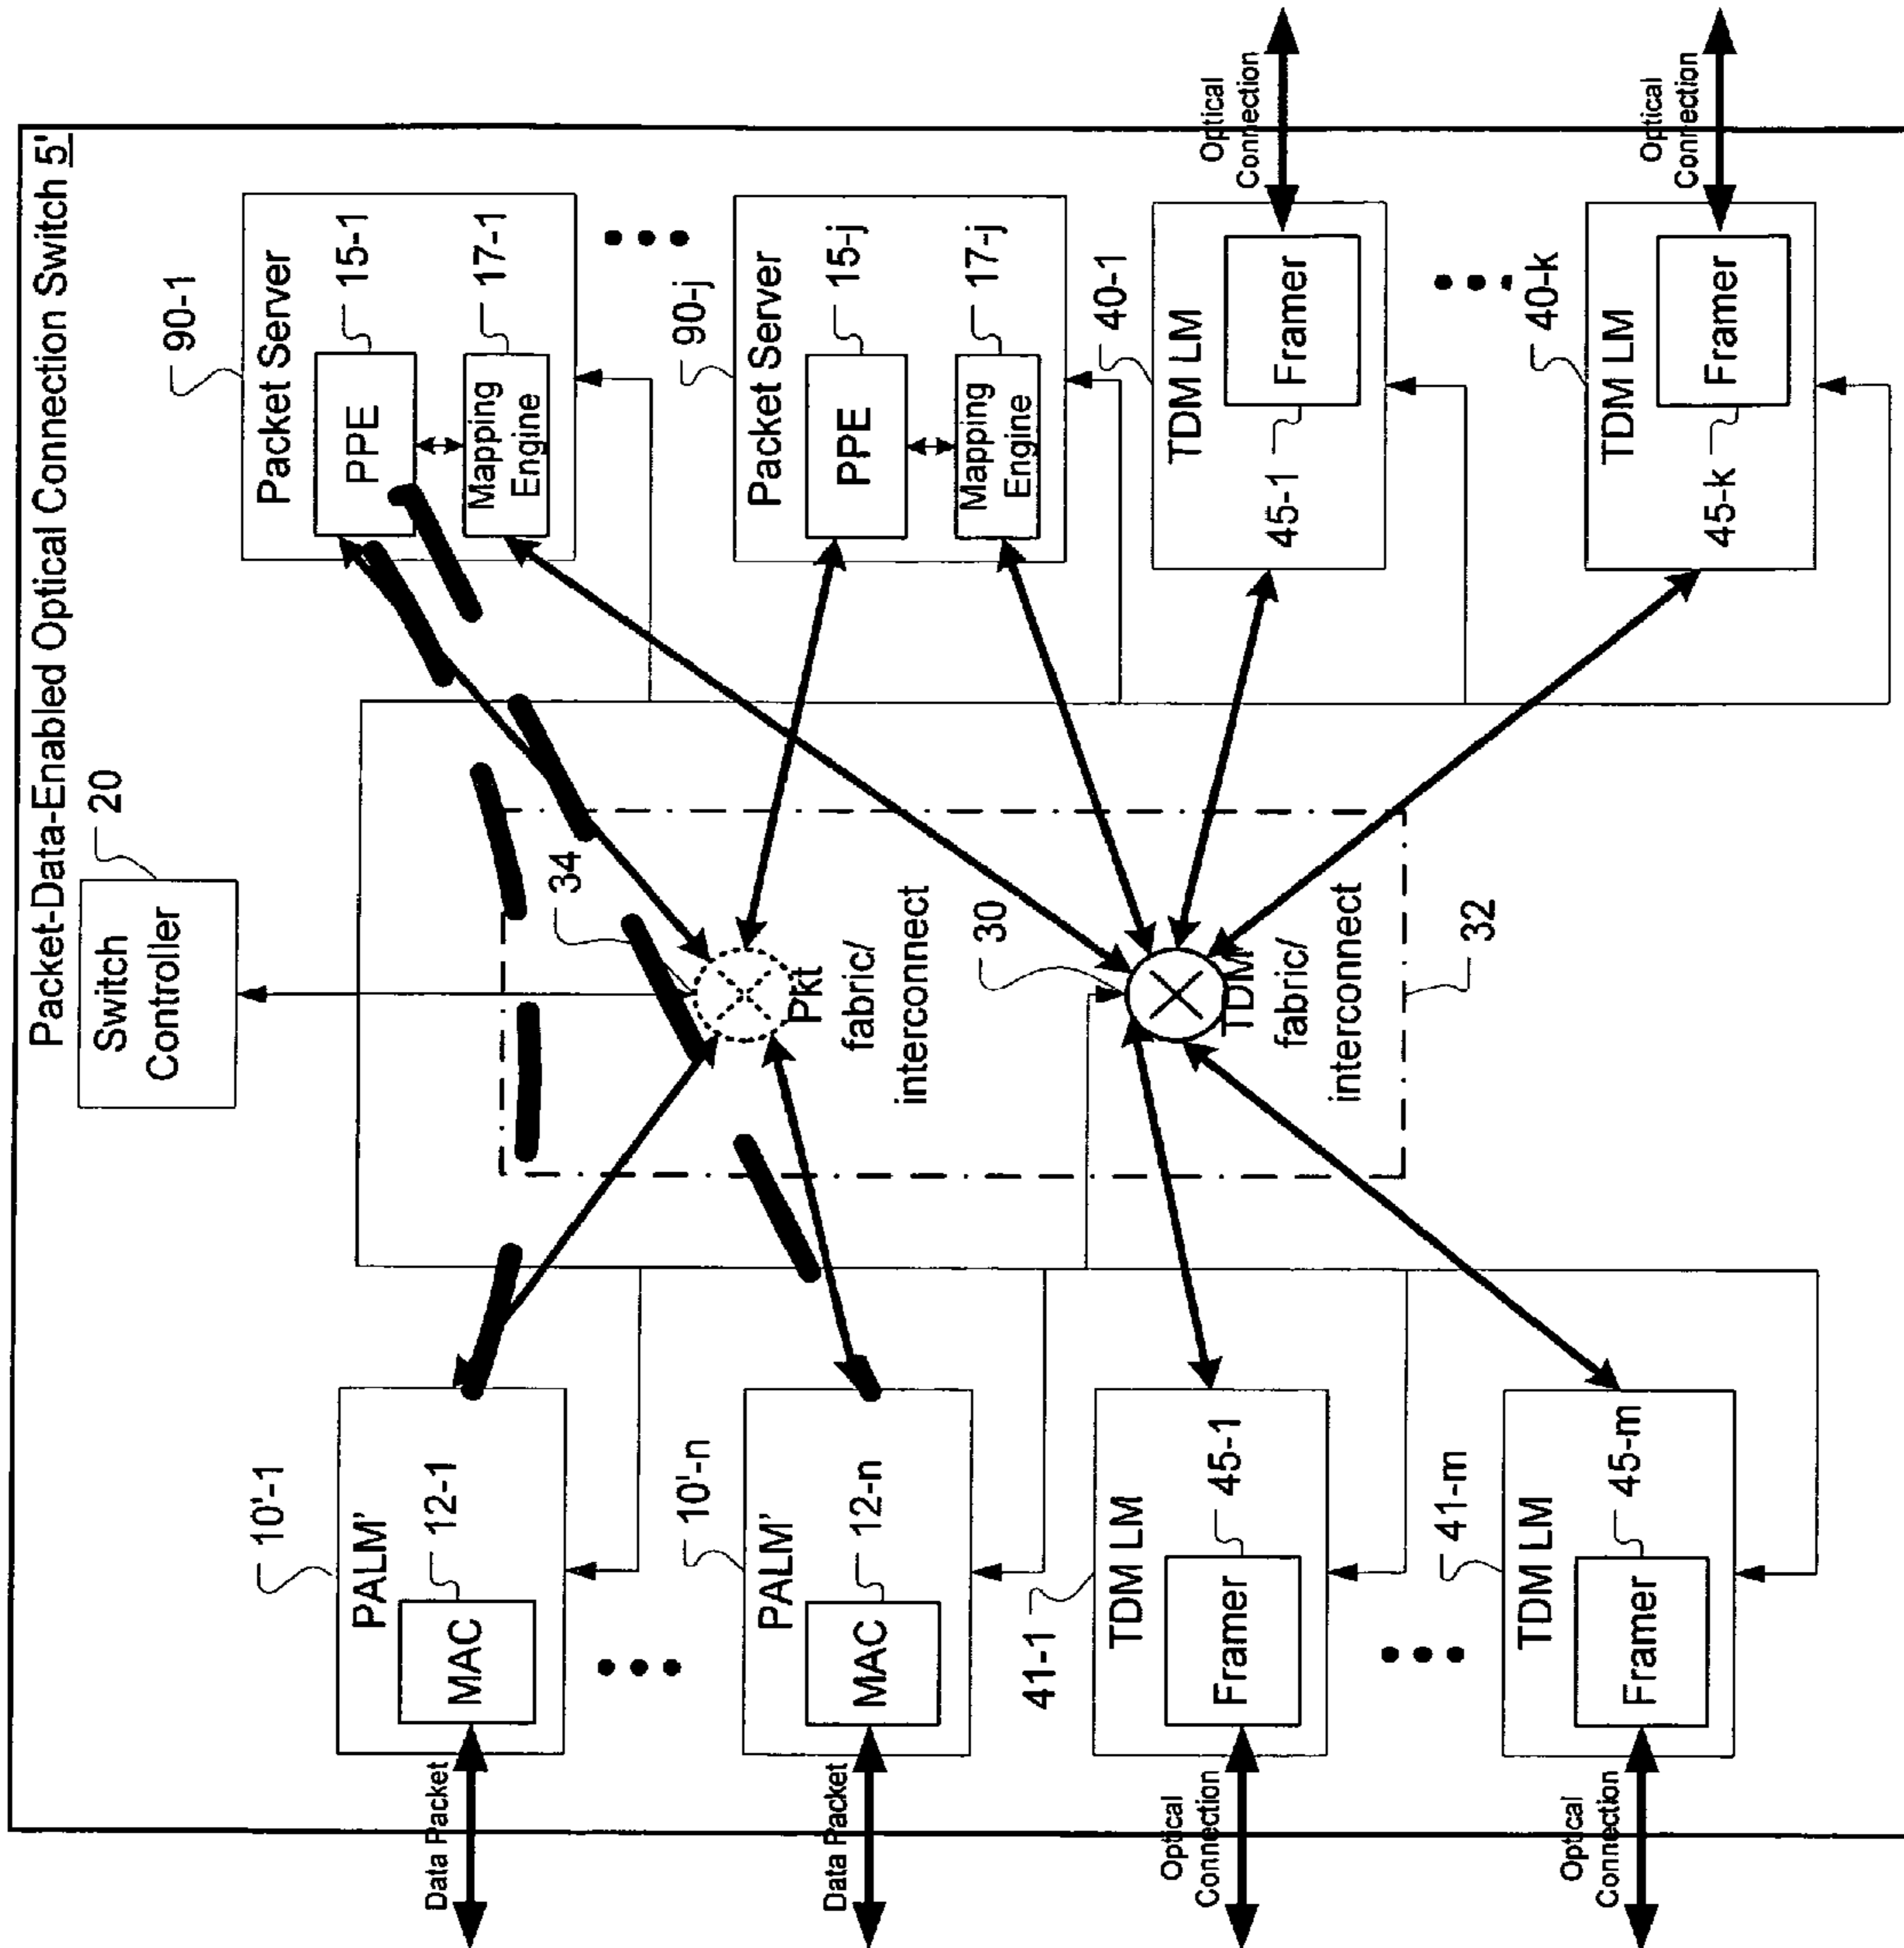 Packet-Data-Enabled Optical Connection Switch 5'
Switch
Controller
20
10'-1
PALM'
12-1
MAC
Data Packet
10'-n
PALM'
12-n
MAC
Data Packet
41-1
TDM LM
45-1
Framer
Optical
Connection
41-m
TDM LM
45-m
Framer
Optical
Connection
34
Pkt
fabric/
interconnect
30
TDM
fabric/
interconnect
32
90-1
Packet Server
15-1
PPE
17-1
Mapping
Engine
90-j
Packet Server
15-j
PPE
17-j
Mapping
Engine
40-1
TDM LM
Framer
45-1
Optical
Connection
40-k
TDM LM
Framer
45-k
Optical
Connection